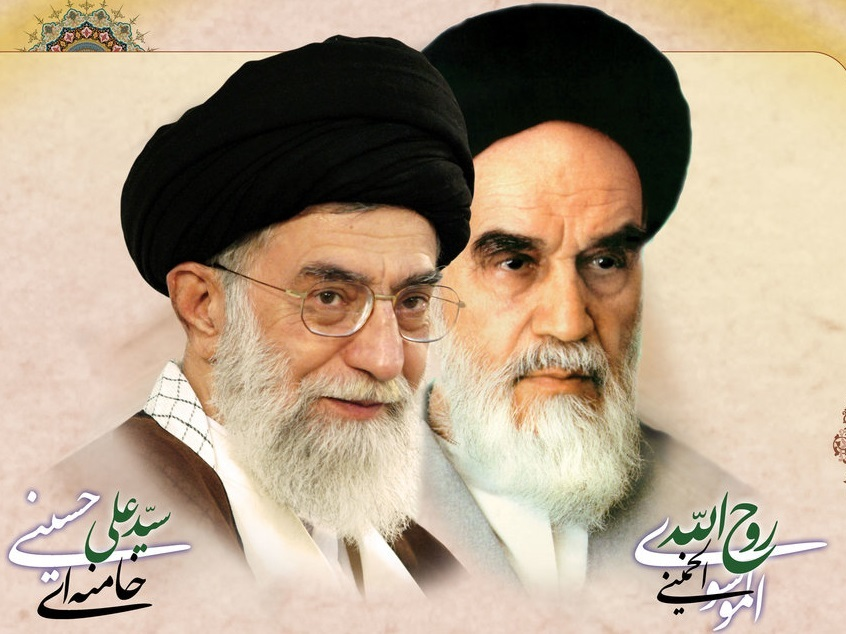 روح الله
الموسوی
الخمینی
سیّد علی
حسینی
خامنه‌ای